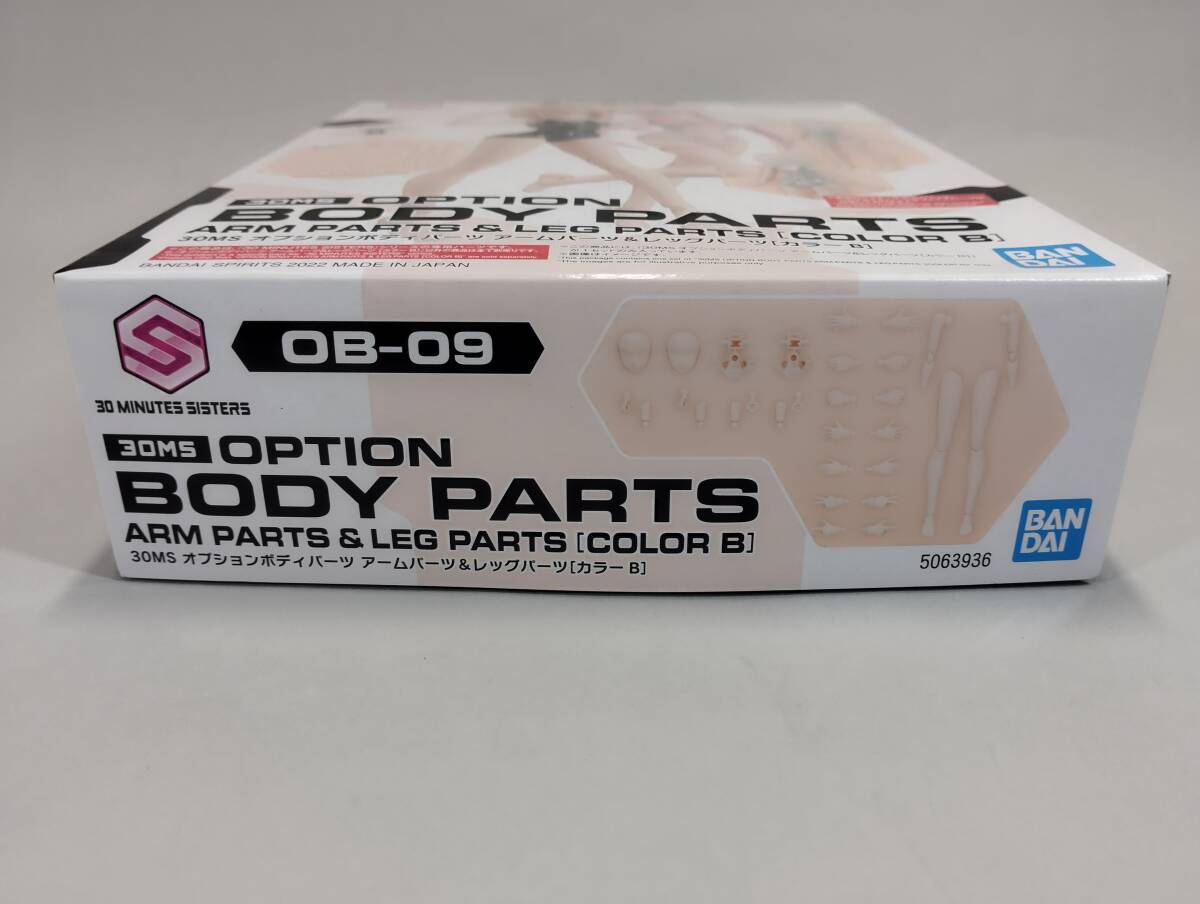 30MS OPTION
BODY PARTS
ARM PARTS & LEG PARTS [COLOR B]
30MS オプションボディパーツ アームパーツ&レッグパーツ[カラー B]
BANDAI SPIRITS 2022 MADE IN JAPAN
BAN
DAI
S
30 MINUTES SISTERS
OB-09
30MS OPTION
BODY PARTS
ARM PARTS & LEG PARTS [COLOR B]
30MS オプションボディパーツ アームパーツ&レッグパーツ[カラー B]
5063936
BAN
DAI